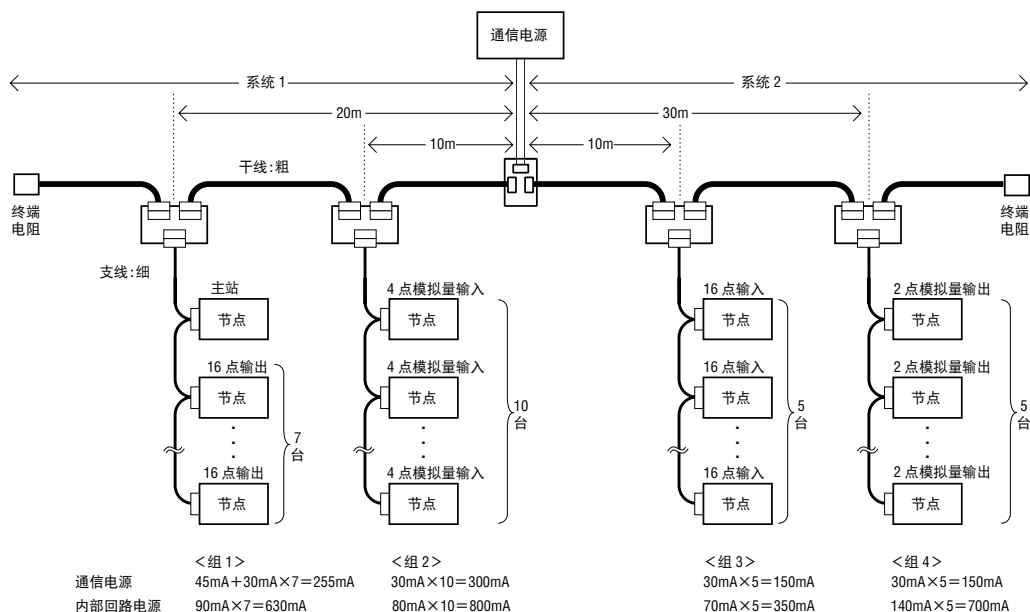 通信电源
系统 1
系统 2
20m
30m
10m
10m
干线:粗
终端
电阻
终端
电阻
支线:细
主站
节点
16 点输出
节点
16 点输出
节点
7
台
4 点模拟量输入
节点
4 点模拟量输入
节点
4 点模拟量输入
节点
10
台
16 点输入
节点
16 点输入
节点
16 点输入
节点
5
台
2 点模拟量输出
节点
2 点模拟量输出
节点
2 点模拟量输出
节点
5
台
<组 1> <组 2> <组 3> <组 4>
通信电源 45mA+30mA×7=255mA 30mA×10=300mA 30mA×5=150mA 30mA×5=150mA
内部回路电源 90mA×7=630mA 80mA×10=800mA 70mA×5=350mA 140mA×5=700mA